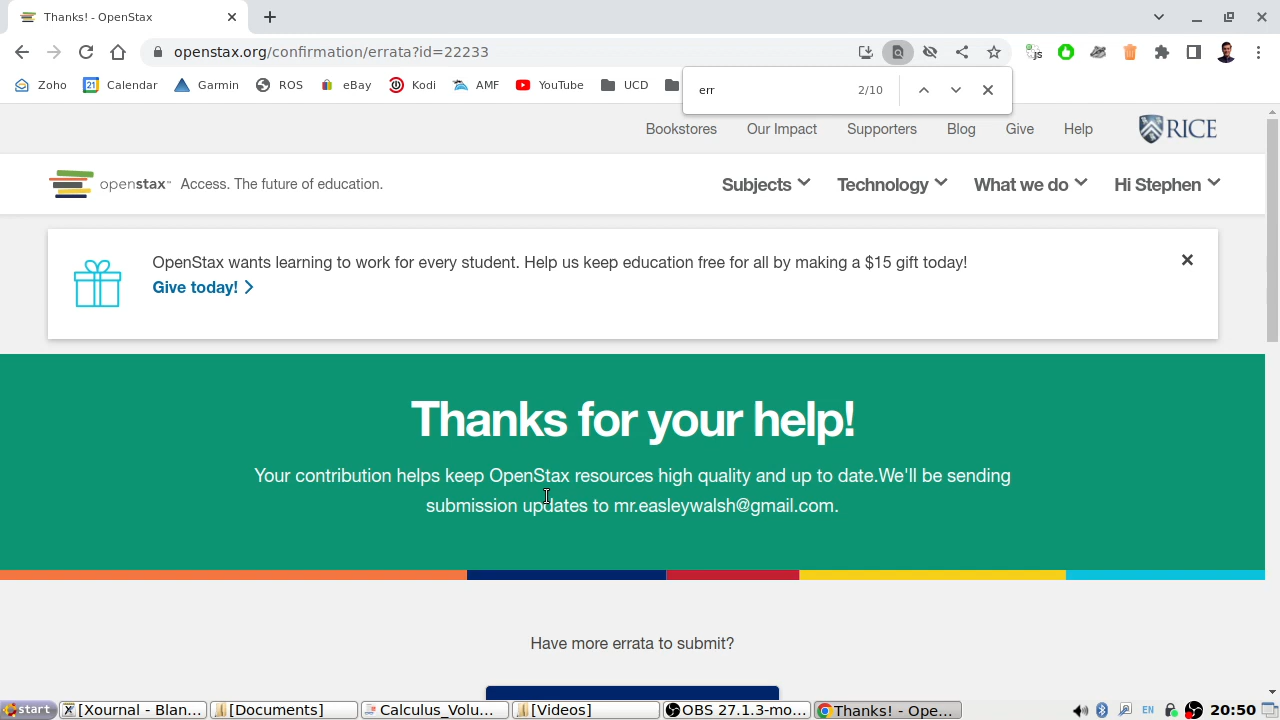 Thanks! - OpenStax
openstax.org/confirmation/errata?id=22233
Zoho
21 Calendar
Garmin
ROS
eBay
Kodi
AMF
YouTube
UCD
err 2/10
Bookstores Our Impact Supporters Blog Give Help RICE
openstax™ Access. The future of education.
Subjects Technology What we do Hi Stephen
OpenStax wants learning to work for every student. Help us keep education free for all by making a $15 gift today!
Give today!
Thanks for your help!
Your contribution helps keep OpenStax resources high quality and up to date.We'll be sending
submission updates to mr.easleywalsh@gmail.com.
Have more errata to submit?
start [Xournal - Blan... [Documents] Calculus_Volu... [Videos] OBS 27.1.3-mo... Thanks! - Ope... EN 20:50